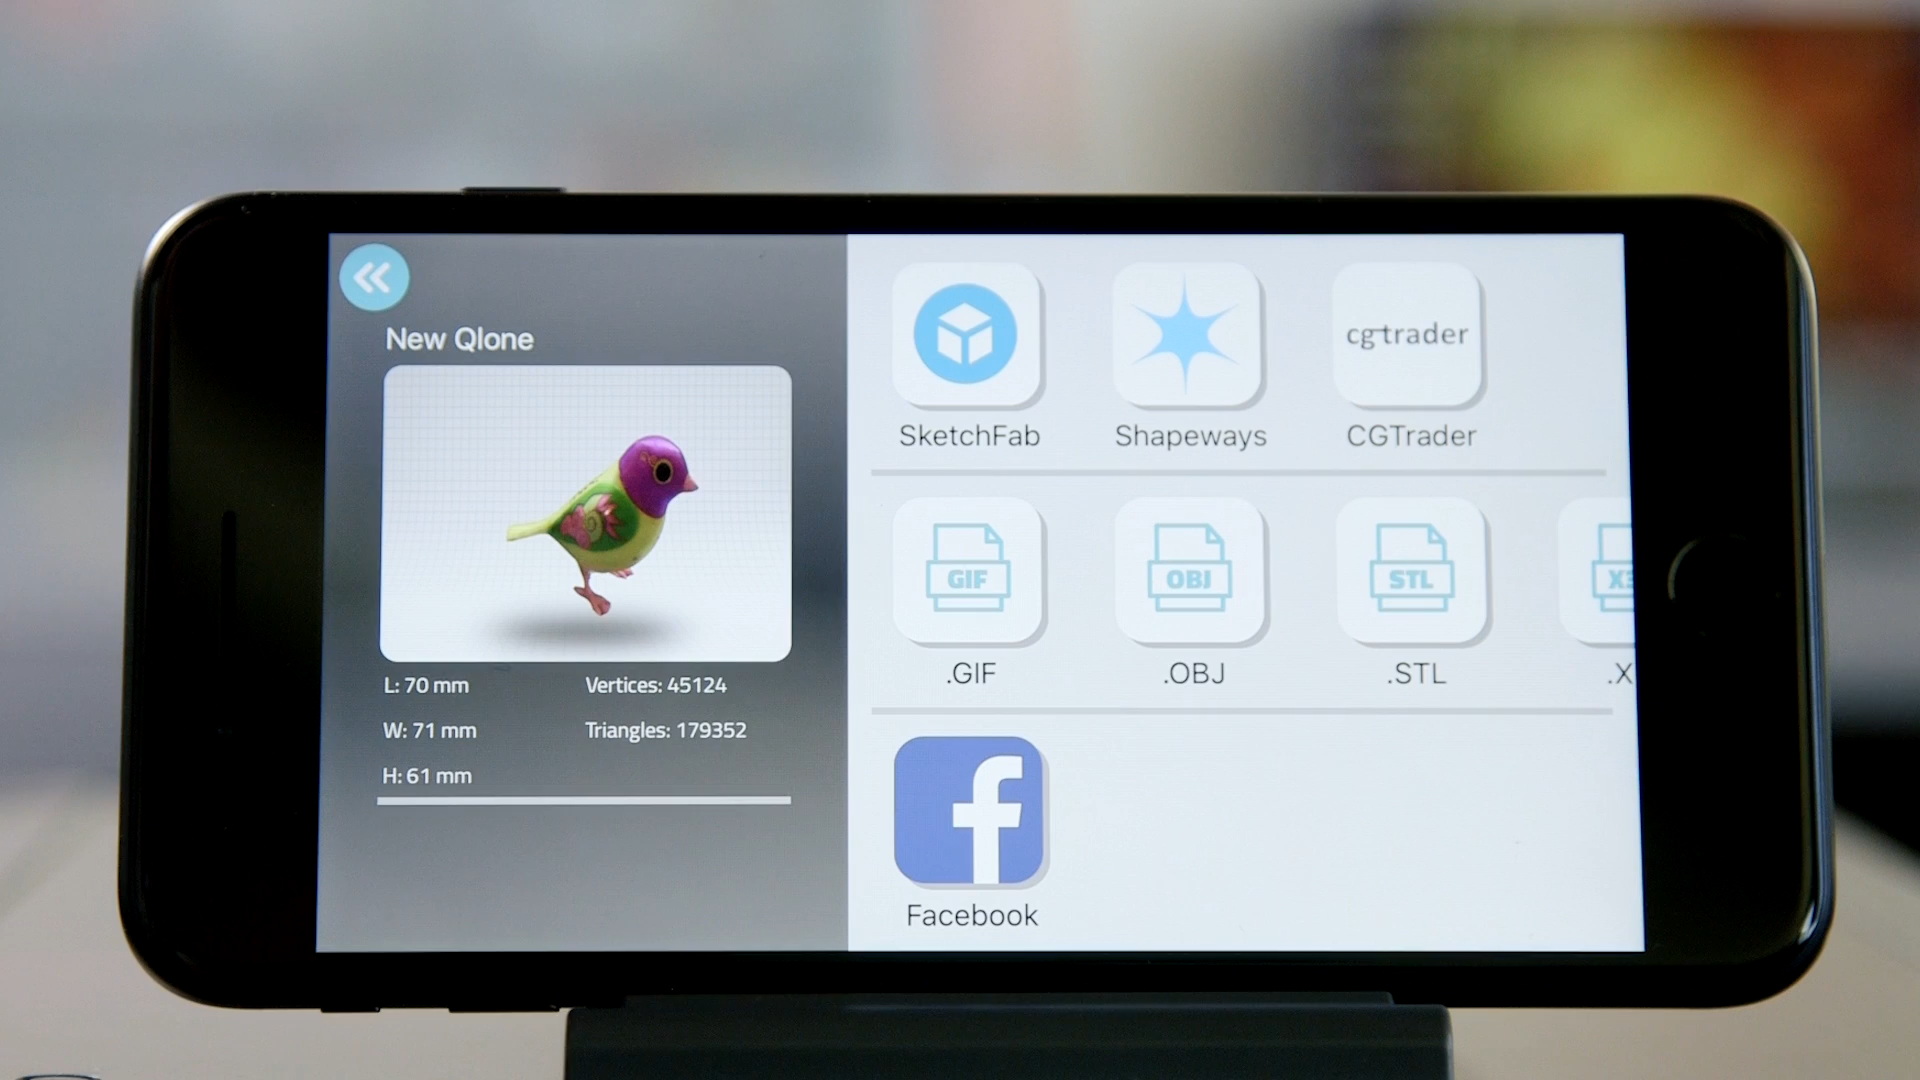 New Qlone
L: 70 mm
Vertices: 45124
W: 71 mm
Triangles: 179352
H: 61 mm
cgtrader
SketchFab
Shapeways
CGTrader
GIF
OBJ
STL
X3
.GIF
.OBJ
.STL
.X
f
Facebook